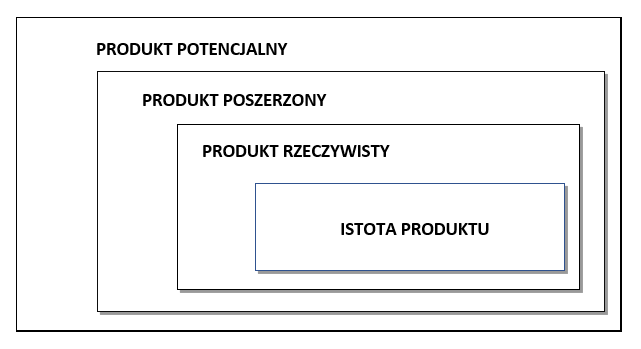 PRODUKT POTENCJALNY
PRODUKT POSZERZONY
PRODUKT RZECZYWISTY
ISTOTA PRODUKTU